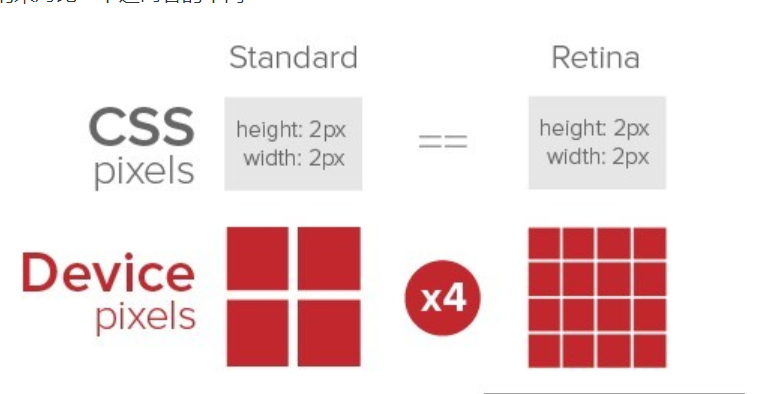 Standard
Retina
CSS
pixels
height: 2px
width: 2px
==
height: 2px
width: 2px
Device
pixels
x4